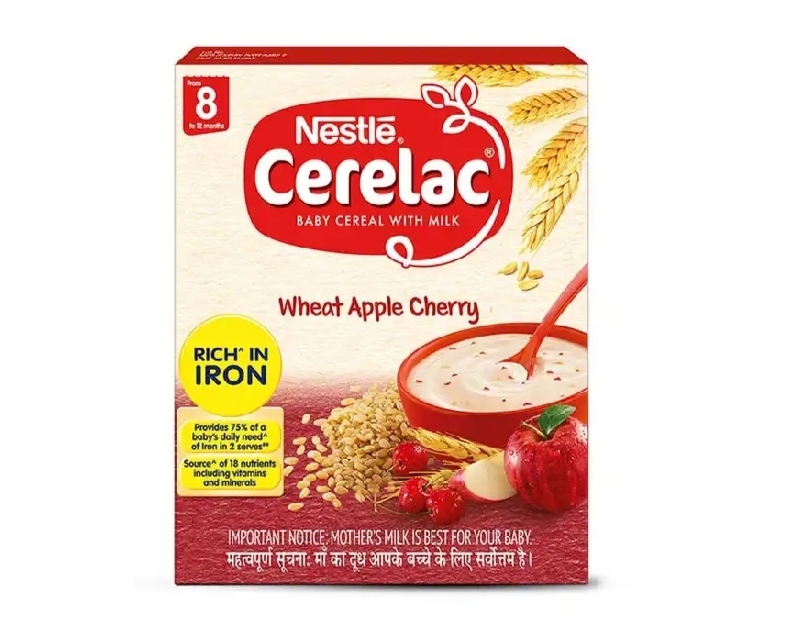 From
8
to 12 months
Nestlé®
Cerelac®
BABY CEREAL WITH MILK
Wheat Apple Cherry
RICH^ IN
IRON
Provides 75% of a
baby's daily need^
of Iron in 2 serves**
Source^ of 18 nutrients
including vitamins
and minerals
IMPORTANT NOTICE: MOTHER'S MILK IS BEST FOR YOUR BABY.
महत्वपूर्ण सूचना: माँ का दूध आपके बच्चे के लिए सर्वोत्तम है।